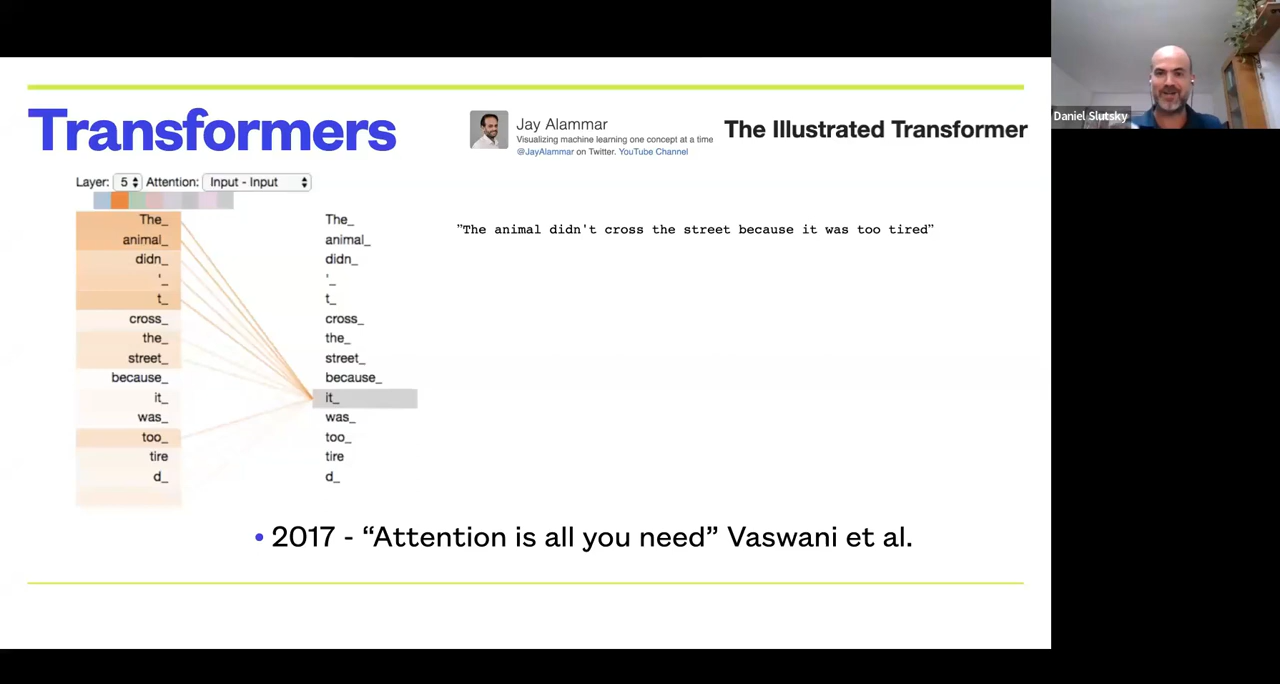 Transformers
Jay Alammar
Visualizing machine learning one concept at a time
@JayAlammar on Twitter. YouTube Channel
The Illustrated Transformer
Daniel Slutsky
Layer: 5 Attention: Input - Input
The_ The_
animal_ animal_
didn_ didn_
'_ '_
t_ t_
cross_ cross_
the_ the_
street_ street_
because_ because_
it_ it_
was_ was_
too_ too_
tire tire
d_ d_
"The animal didn't cross the street because it was too tired"
• 2017 - “Attention is all you need” Vaswani et al.